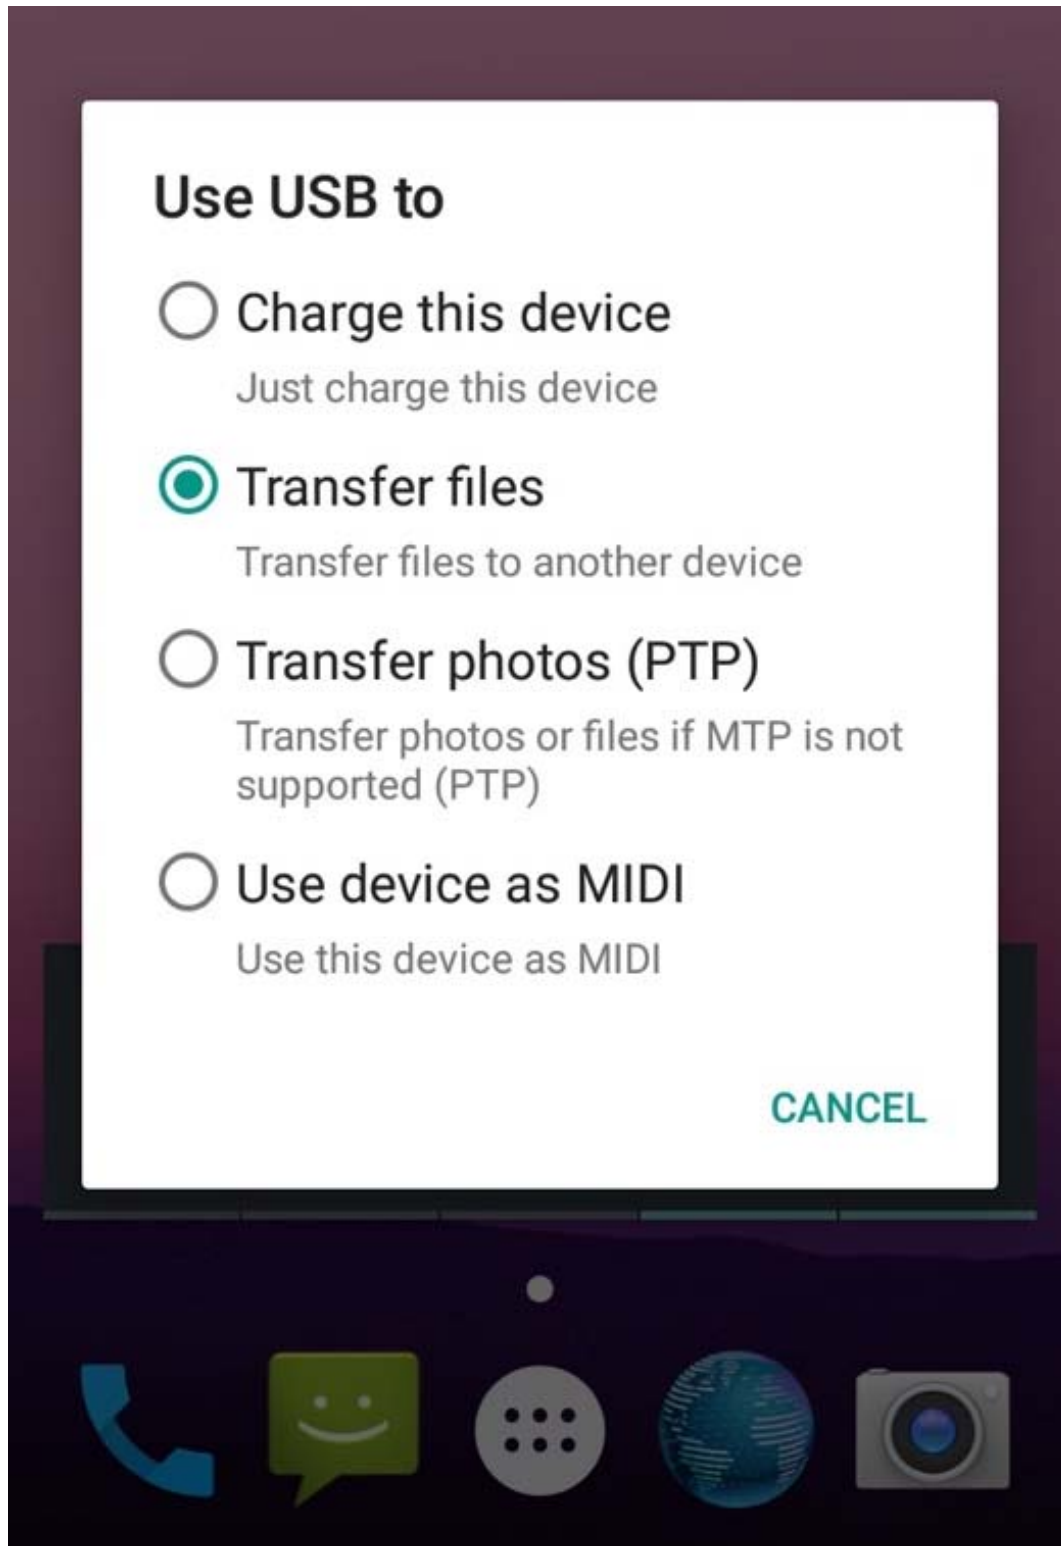 Use USB to
Charge this device
Just charge this device
Transfer files
Transfer files to another device
Transfer photos (PTP)
Transfer photos or files if MTP is not
supported (PTP)
Use device as MIDI
Use this device as MIDI
CANCEL